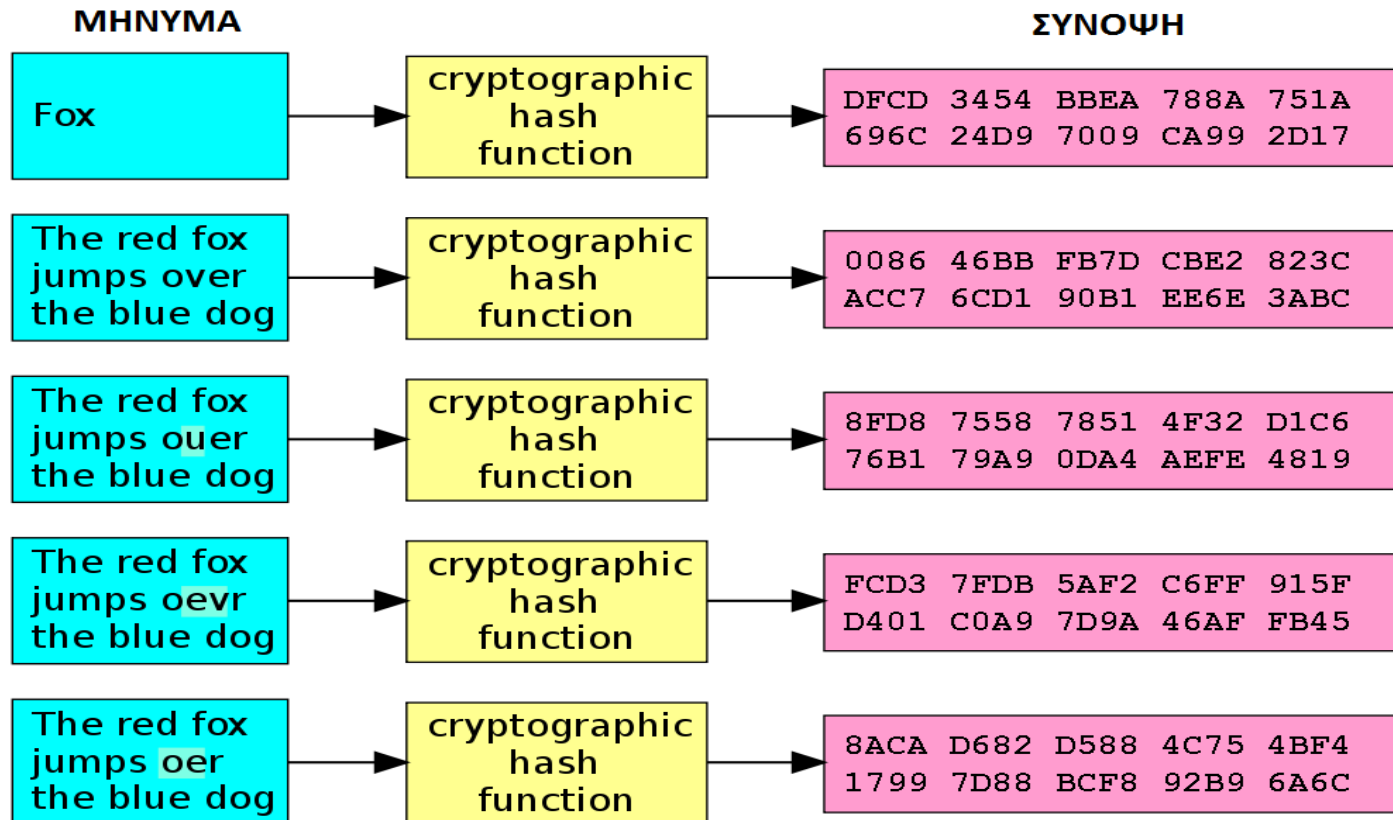 ΜΗΝΥΜΑ
ΣΥΝΟΨΗ
Fox
cryptographic
hash
function
DFCD 3454 BBEA 788A 751A
696C 24D9 7009 CA99 2D17
The red fox
jumps over
the blue dog
cryptographic
hash
function
0086 46BB FB7D CBE2 823C
ACC7 6CD1 90B1 EE6E 3ABC
The red fox
jumps ouer
the blue dog
cryptographic
hash
function
8FD8 7558 7851 4F32 D1C6
76B1 79A9 0DA4 AEFE 4819
The red fox
jumps oevr
the blue dog
cryptographic
hash
function
FCD3 7FDB 5AF2 C6FF 915F
D401 C0A9 7D9A 46AF FB45
The red fox
jumps oer
the blue dog
cryptographic
hash
function
8ACA D682 D588 4C75 4BF4
1799 7D88 BCF8 92B9 6A6C